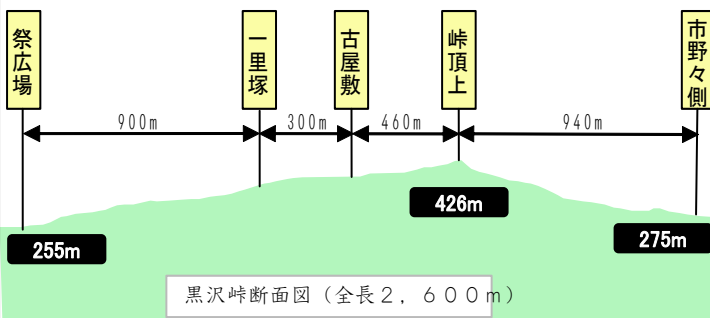 祭広場
一里塚
古屋敷
峠頂上
市野々側
900m
300m
460m
940m
426m
255m
275m
黒沢峠断面図（全長２，６００ｍ）